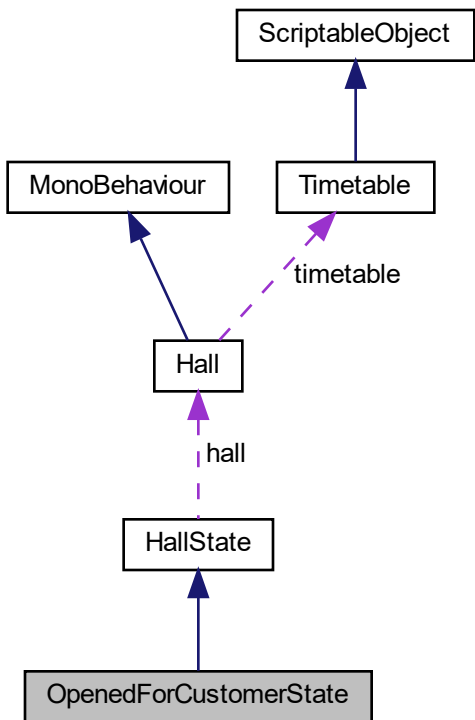 ScriptableObject
MonoBehaviour
Timetable
timetable
Hall
hall
HallState
OpenedForCustomerState